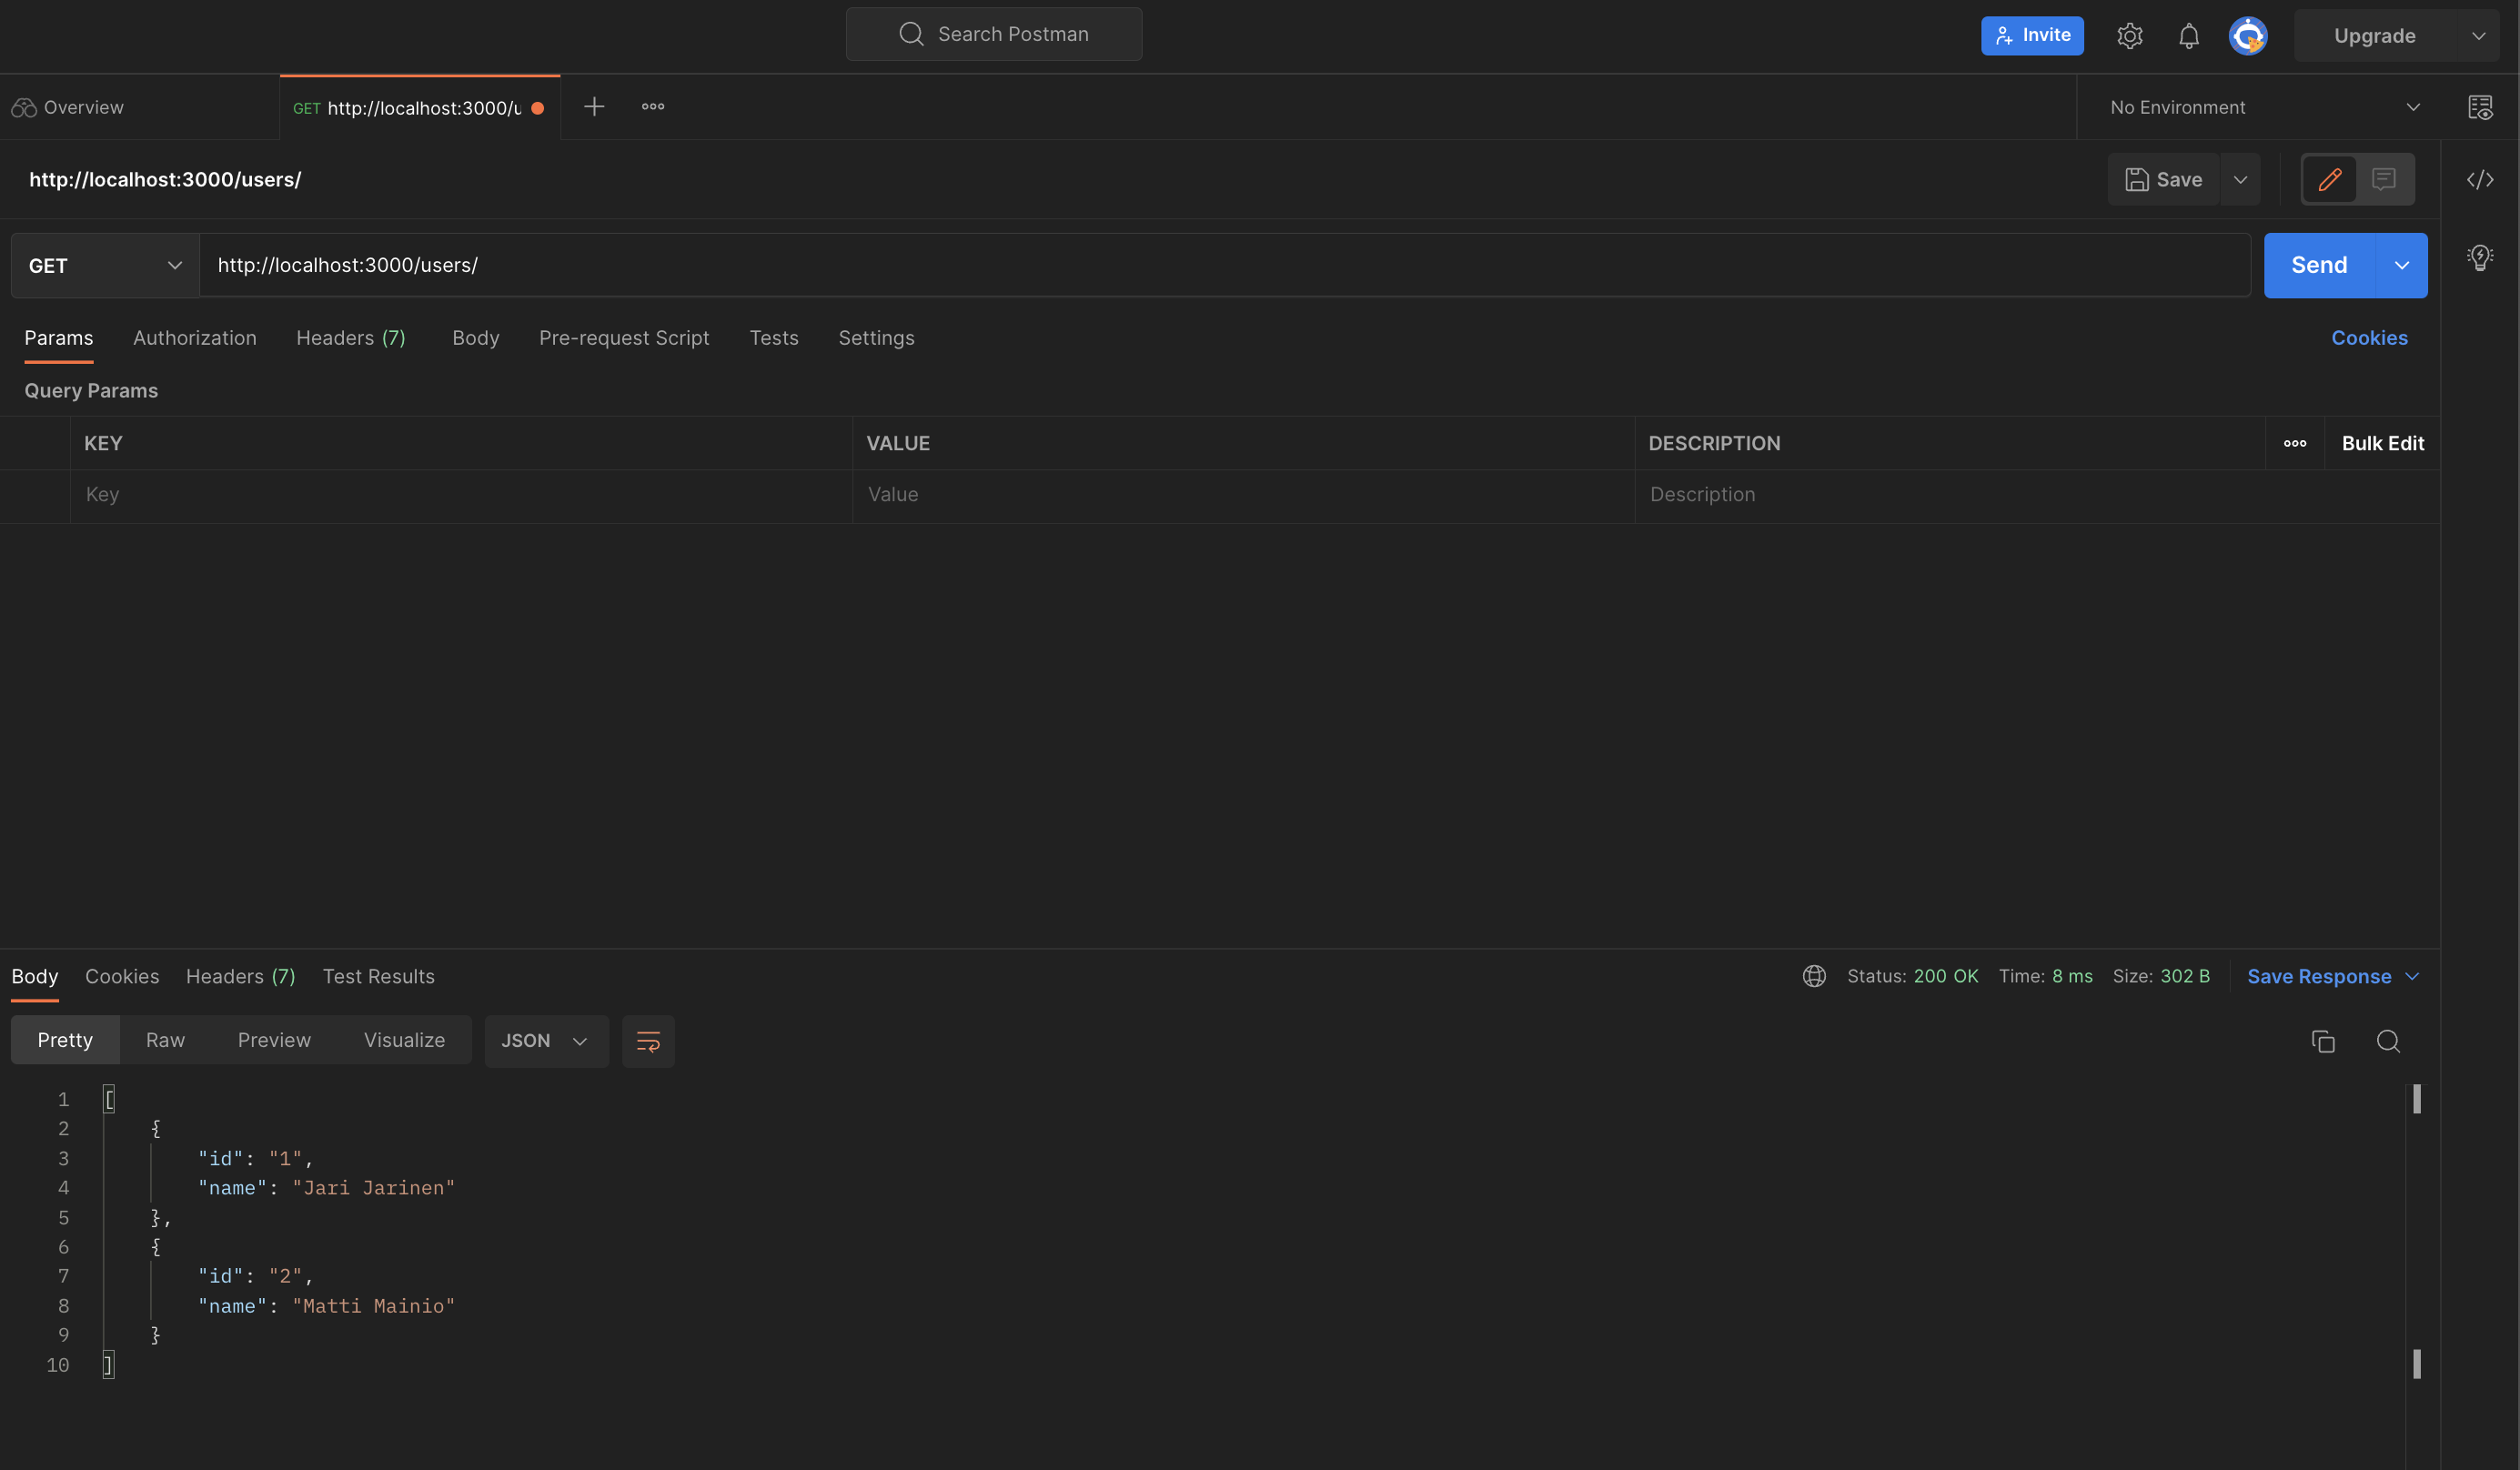 Search Postman
Invite
Upgrade
Overview
GET http://localhost:3000/u
No Environment
http://localhost:3000/users/
Save
GET
http://localhost:3000/users/
Send
Params Authorization Headers (7) Body Pre-request Script Tests Settings
Cookies
Query Params
KEY VALUE DESCRIPTION Bulk Edit
Key Value Description
Body Cookies Headers (7) Test Results
Status: 200 OK Time: 8 ms Size: 302 B
Save Response
Pretty Raw Preview Visualize JSON
1 [
2 {
3 "id": "1",
4 "name": "Jari Jarinen"
5 },
6 {
7 "id": "2",
8 "name": "Matti Mainio"
9 }
10 ]